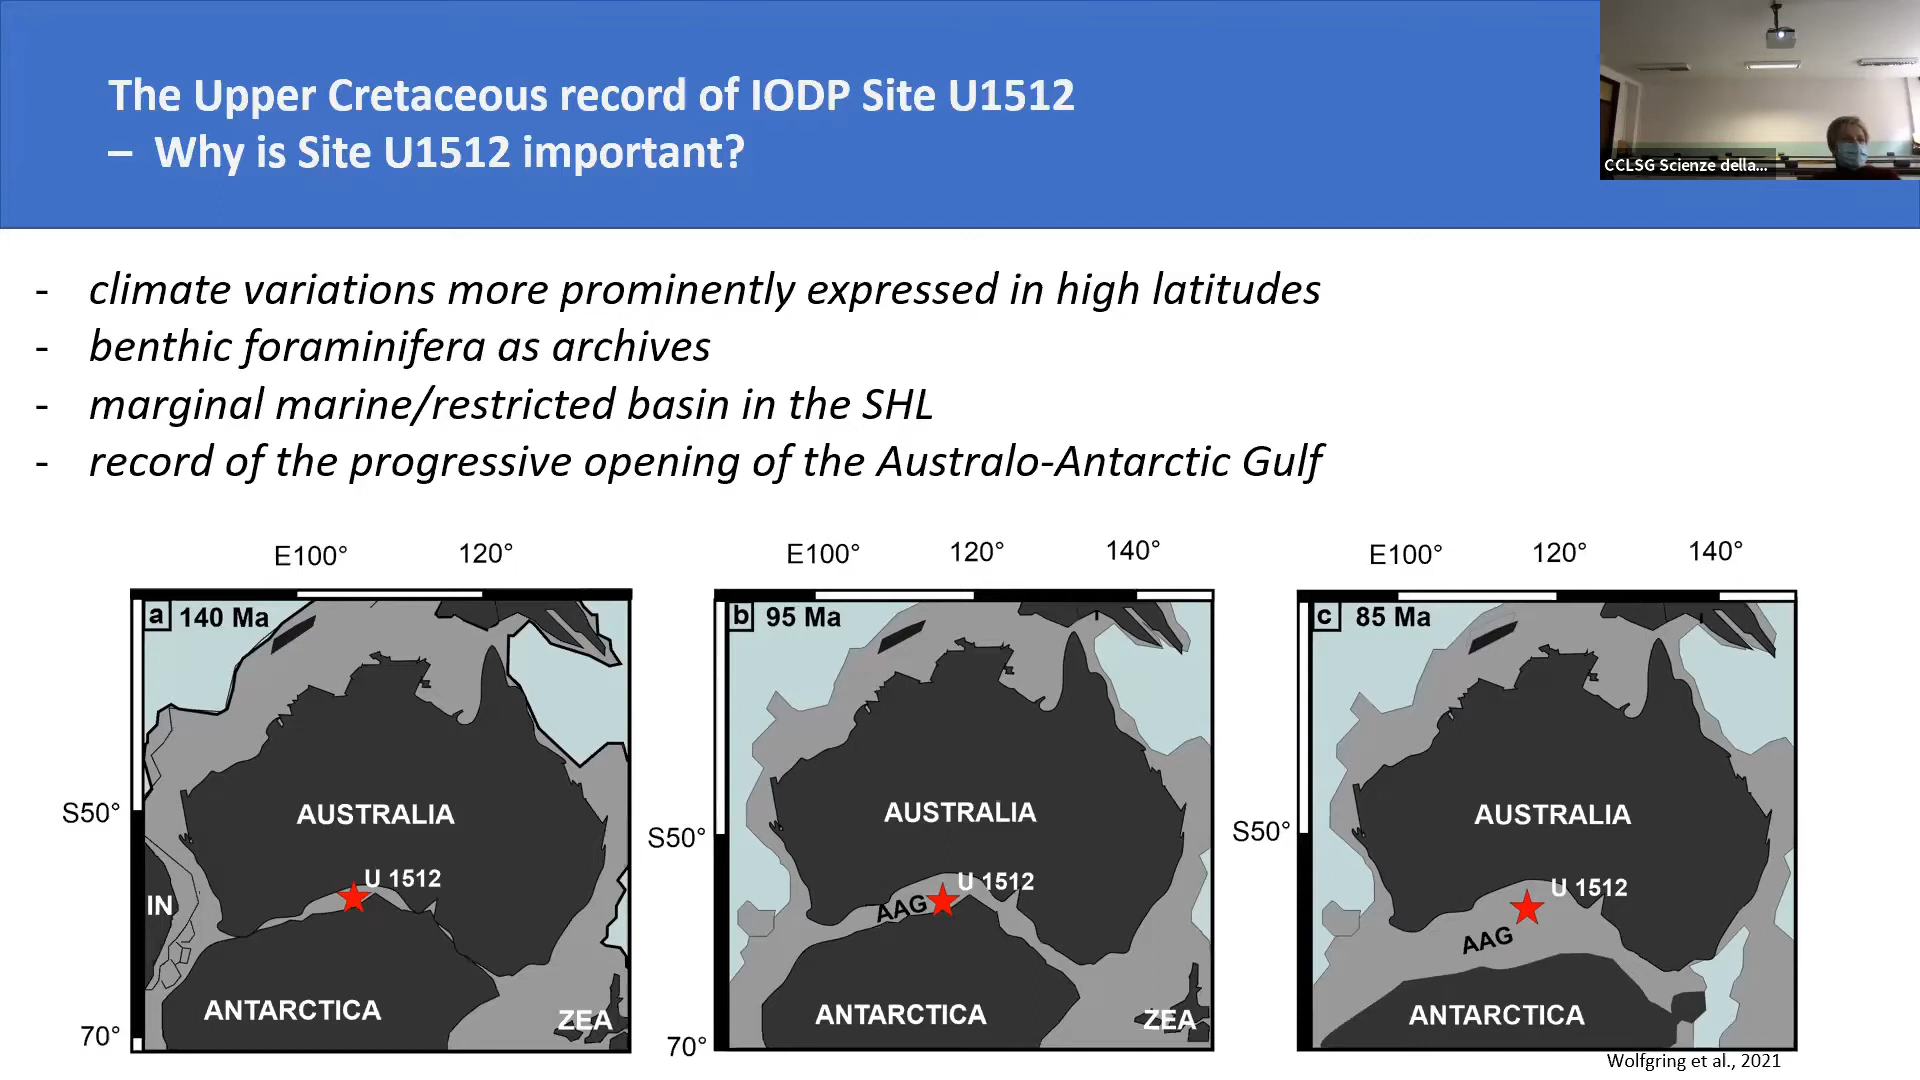 The Upper Cretaceous record of IODP Site U1512
– Why is Site U1512 important?
CCLSG Scienze della...
- climate variations more prominently expressed in high latitudes
- benthic foraminifera as archives
- marginal marine/restricted basin in the SHL
- record of the progressive opening of the Australo-Antarctic Gulf
E100° 120°
a 140 Ma
S50°
70°
AUSTRALIA
U 1512
IN
ANTARCTICA
ZEA
E100° 120° 140°
b 95 Ma
S50°
70°
AUSTRALIA
U 1512
AAG
ANTARCTICA
ZEA
E100° 120° 140°
c 85 Ma
S50°
AUSTRALIA
U 1512
AAG
ANTARCTICA
Wolfgring et al., 2021